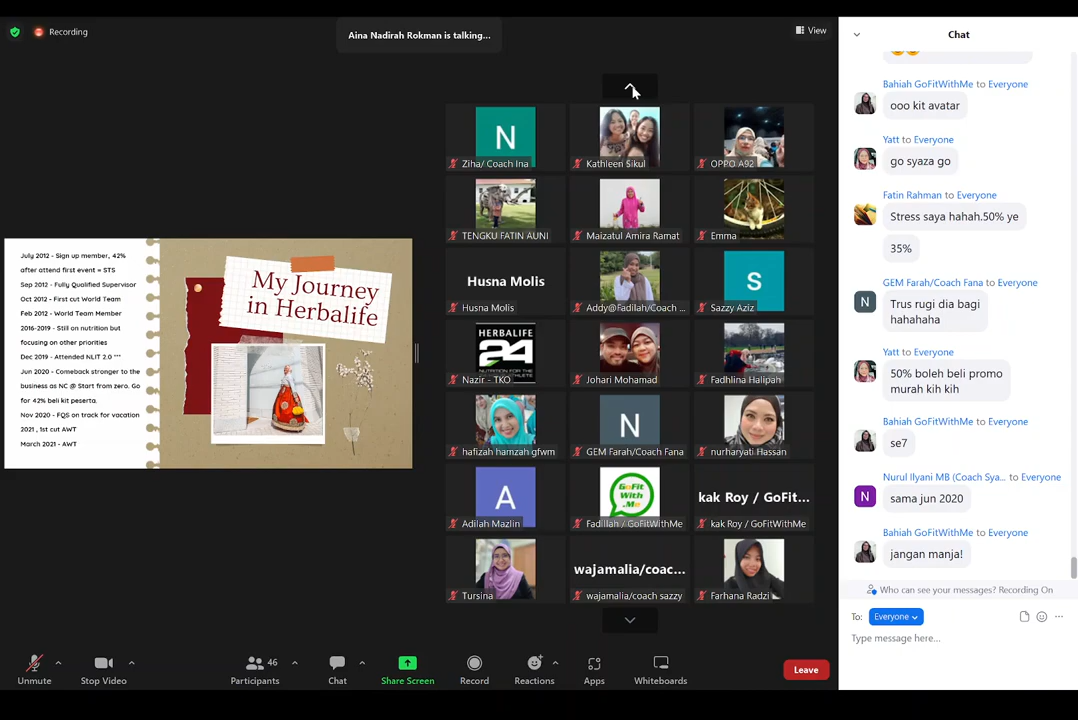 Recording
Aina Nadirah Rokman is talking...
View
July 2012 - Sign up member, 42%
after attend first event = STS
Sep 2012 - Fully Qualified Supervisor
Oct 2012 - First cut World Team
Feb 2012 - World Team Member
2016-2019 - Still on nutrition but
focusing on other priorities
Dec 2019 - Attended NLIT 2.0 ***
Jun 2020 - Comeback stronger to the
business as NC @ Start from zero. Go
for 42% beli kit peserta.
Nov 2020 - FQS on track for vacation
2021 , 1st cut AWT
March 2021 - AWT
My Journey
in Herbalife
N
Ziha/ Coach Ina
Kathleen Sikul
OPPO A92
TENGKU FATIN AUNI
Maizatul Amira Ramat
Emma
Husna Molis
Husna Molis
Addy@Fadilah/Coach ...
S
Sazzy Aziz
HERBALIFE
24
NUTRITION FOR THE
Nazir - TKO
Johari Mohamad
Fadhlina Halipah
hafizah hamzah gfwm
N
GEM Farah/Coach Fana
nurharyati Hassan
A
Adilah Mazlin
GoFit
With
.Me
Fadillah / GoFitWithMe
kak Roy / GoFit...
kak Roy / GoFitWithMe
Tursina
wajamalia/coac...
wajamalia/coach sazzy
Farhana Radzi
Chat
Bahiah GoFitWithMe to Everyone
ooo kit avatar
Yatt to Everyone
go syaza go
Fatin Rahman to Everyone
Stress saya hahah.50% ye
35%
GEM Farah/Coach Fana to Everyone
N
Trus rugi dia bagi
hahahaha
Yatt to Everyone
50% boleh beli promo
murah kih kih
Bahiah GoFitWithMe to Everyone
se7
Nurul Ilyani MB (Coach Sya... to Everyone
N
sama jun 2020
Bahiah GoFitWithMe to Everyone
jangan manja!
Who can see your messages? Recording On
To: Everyone
Type message here...
Unmute
Stop Video
46
Participants
Chat
Share Screen
Record
Reactions
Apps
Whiteboards
Leave